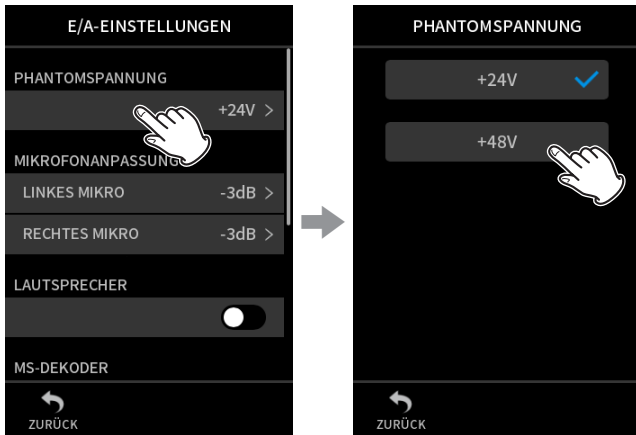 E/A-EINSTELLUNGEN
PHANTOMSPANNUNG
+24V >
MIKROFONANPASSUNG
LINKES MIKRO -3dB >
RECHTES MIKRO -3dB >
LAUTSPRECHER
MS-DEKODER
ZURÜCK
PHANTOMSPANNUNG
+24V
+48V
ZURÜCK